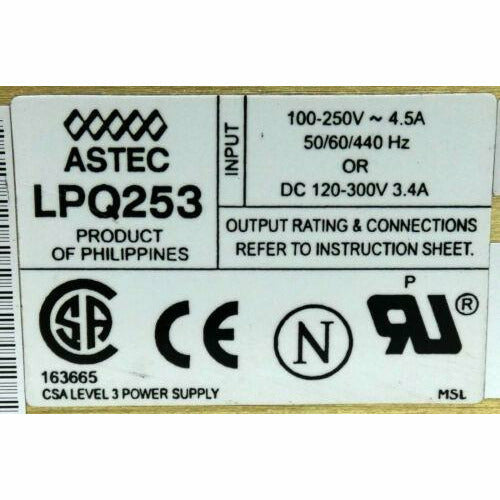 ASTEC
LPQ253
PRODUCT
OF PHILIPPINES
INPUT
100-250V ~ 4.5A
50/60/440 Hz
OR
DC 120-300V 3.4A
OUTPUT RATING & CONNECTIONS
REFER TO INSTRUCTION SHEET.
CSA
163665
CSA LEVEL 3 POWER SUPPLY
CE
N
P
RU®
MSL